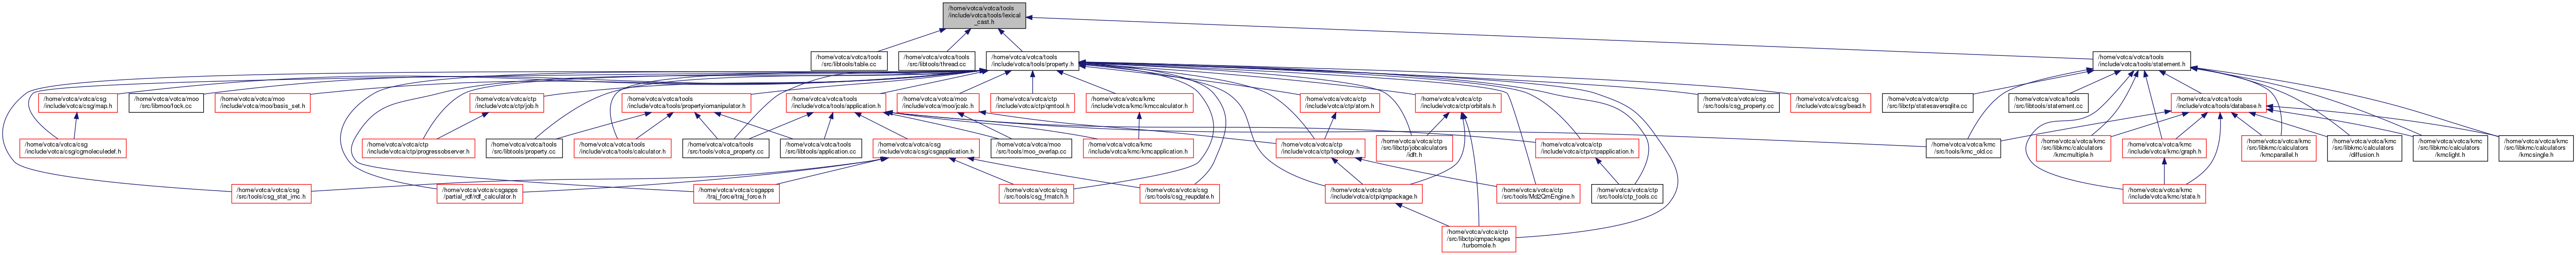 /home/votca/votca/tools
/include/votca/tools/lexical
_cast.h
/home/votca/votca/tools
/src/libtools/table.cc
/home/votca/votca/tools
/src/libtools/thread.cc
/home/votca/votca/tools
/include/votca/tools/property.h
/home/votca/votca/tools
/include/votca/tools/statement.h
/home/votca/votca/csg
/include/votca/csg/map.h
/home/votca/votca/moo
/src/libmoo/fock.cc
/home/votca/votca/moo
/include/votca/moo/basis_set.h
/home/votca/votca/ctp
/include/votca/ctp/job.h
/home/votca/votca/tools
/include/votca/tools/propertyiomanipulator.h
/home/votca/votca/tools
/include/votca/tools/application.h
/home/votca/votca/moo
/include/votca/moo/jcalc.h
/home/votca/votca/ctp
/include/votca/ctp/qmtool.h
/home/votca/votca/kmc
/include/votca/kmc/kmccalculator.h
/home/votca/votca/ctp
/include/votca/ctp/atom.h
/home/votca/votca/ctp
/include/votca/ctp/orbitals.h
/home/votca/votca/csg
/src/tools/csg_property.cc
/home/votca/votca/csg
/include/votca/csg/bead.h
/home/votca/votca/ctp
/src/libctp/statesaversqlite.cc
/home/votca/votca/tools
/src/libtools/statement.cc
/home/votca/votca/tools
/include/votca/tools/database.h
/home/votca/votca/csg
/include/votca/csg/cgmoleculedef.h
/home/votca/votca/ctp
/include/votca/ctp/progressobserver.h
/home/votca/votca/tools
/src/libtools/property.cc
/home/votca/votca/tools
/include/votca/tools/calculator.h
/home/votca/votca/tools
/src/tools/votca_property.cc
/home/votca/votca/tools
/src/libtools/application.cc
/home/votca/votca/csg
/include/votca/csg/csgapplication.h
/home/votca/votca/moo
/src/tools/moo_overlap.cc
/home/votca/votca/kmc
/include/votca/kmc/kmcapplication.h
/home/votca/votca/ctp
/include/votca/ctp/topology.h
/home/votca/votca/ctp
/src/libctp/jobcalculators
/idft.h
/home/votca/votca/ctp
/include/votca/ctp/ctpapplication.h
/home/votca/votca/kmc
/src/tools/kmc_old.cc
/home/votca/votca/kmc
/src/libkmc/calculators
/kmcmultiple.h
/home/votca/votca/kmc
/include/votca/kmc/graph.h
/home/votca/votca/kmc
/src/libkmc/calculators
/kmcparallel.h
/home/votca/votca/kmc
/src/libkmc/calculators
/diffusion.h
/home/votca/votca/kmc
/src/libkmc/calculators
/kmclight.h
/home/votca/votca/kmc
/src/libkmc/calculators
/kmcsingle.h
/home/votca/votca/csg
/src/tools/csg_stat_imc.h
/home/votca/votca/csgapps
/partial_rdf/rdf_calculator.h
/home/votca/votca/csgapps
/traj_force/traj_force.h
/home/votca/votca/csg
/src/tools/csg_fmatch.h
/home/votca/votca/csg
/src/tools/csg_reupdate.h
/home/votca/votca/ctp
/include/votca/ctp/qmpackage.h
/home/votca/votca/ctp
/src/tools/Md2QmEngine.h
/home/votca/votca/ctp
/src/tools/ctp_tools.cc
/home/votca/votca/kmc
/include/votca/kmc/state.h
/home/votca/votca/ctp
/src/libctp/qmpackages
/turbomole.h